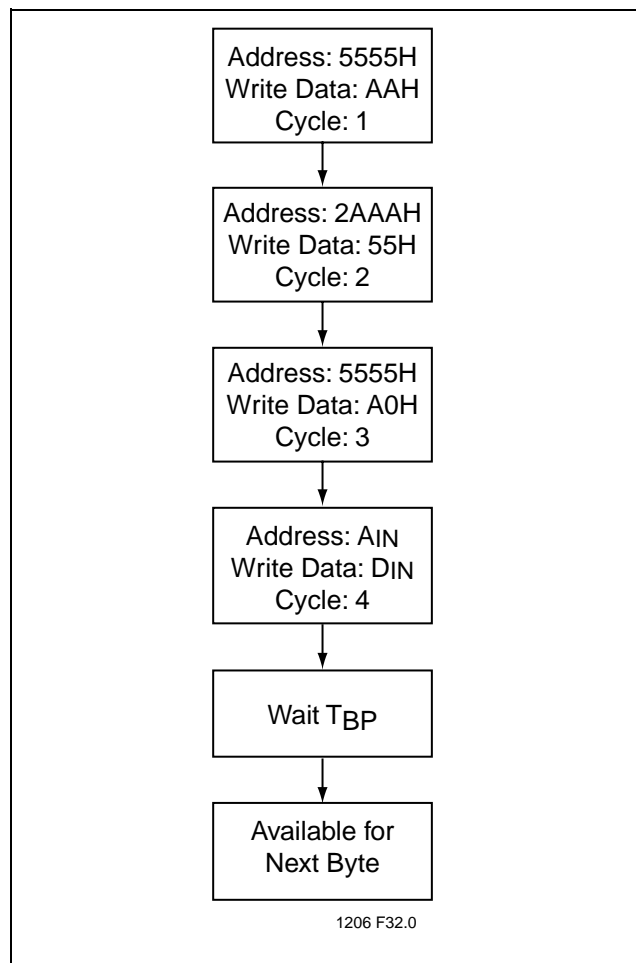 Address: 5555H
Write Data: AAH
Cycle: 1
Address: 2AAAH
Write Data: 55H
Cycle: 2
Address: 5555H
Write Data: A0H
Cycle: 3
Address: AIN
Write Data: DIN
Cycle: 4
Wait TBP
Available for
Next Byte
1206 F32.0